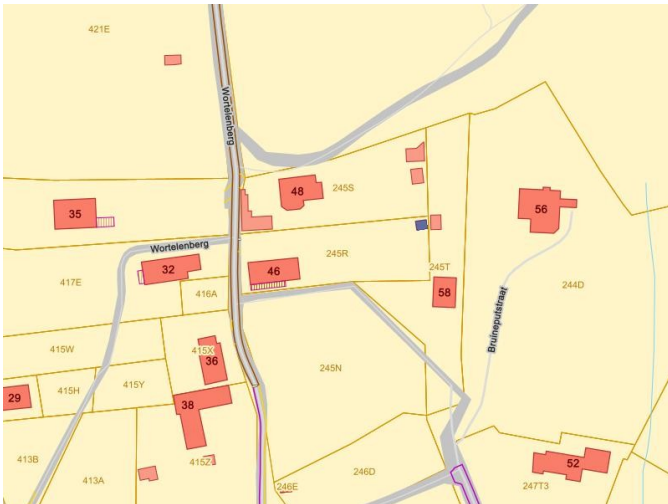 421E
Wortelenberg
48
245S
35
56
Wortelenberg
245R
32
46
417E
245T
244D
416A
58
Bruineputstraat
415W
415X
36
245N
415H
415Y
29
38
413B
413A
415Z
246E
246D
52
247T3